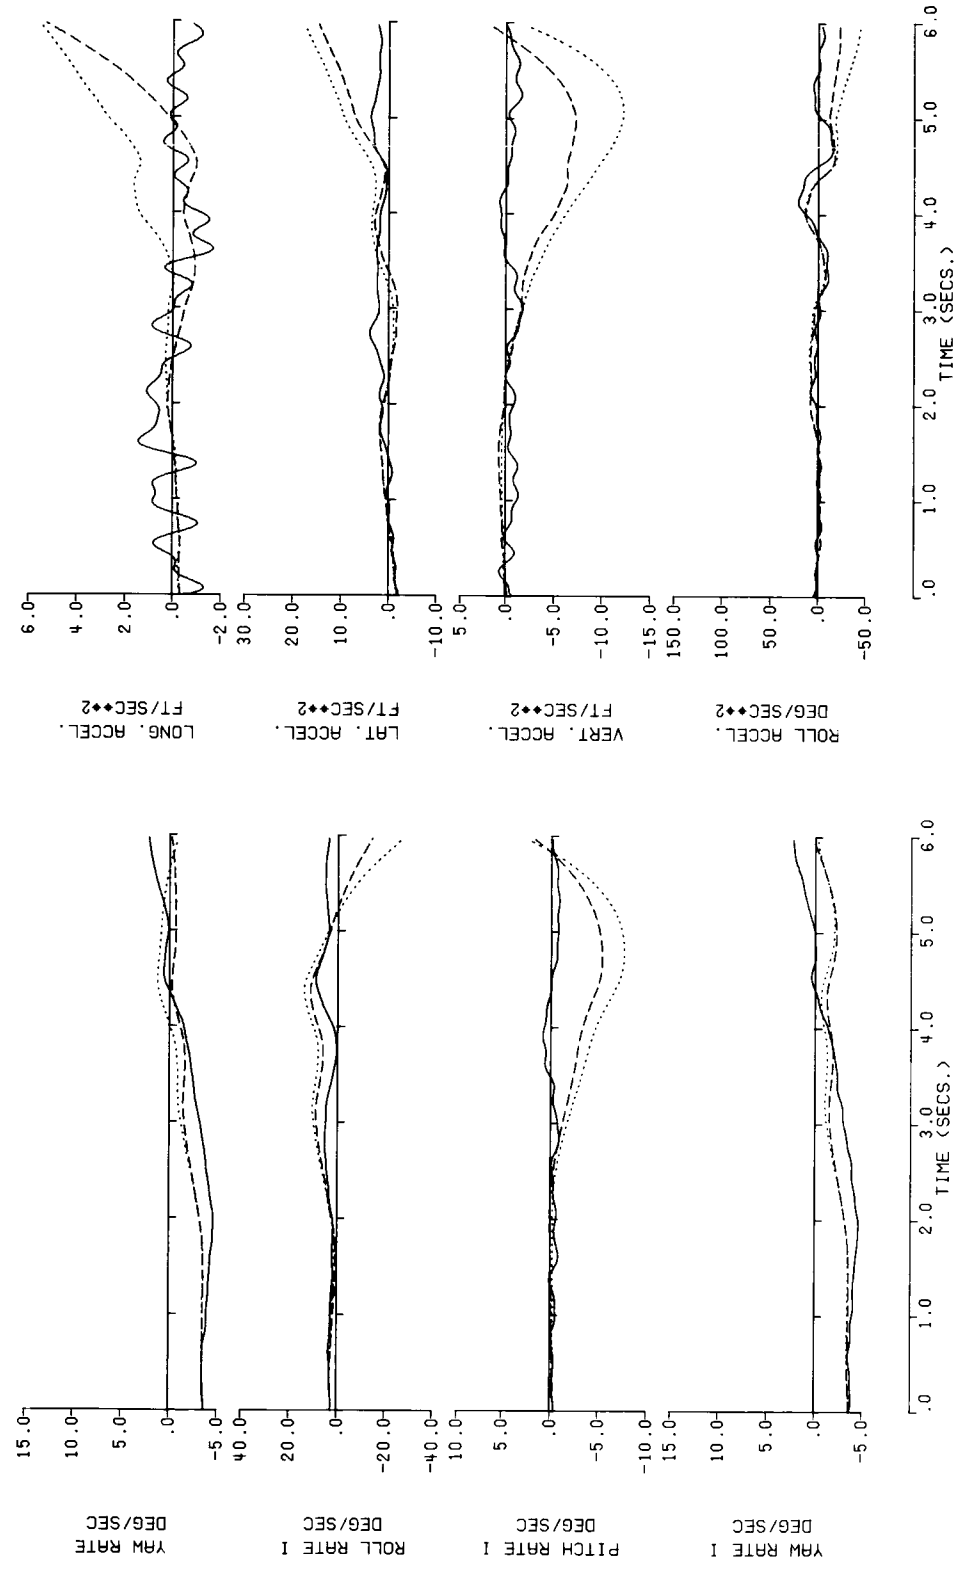 LONG. ACCEL.
FT/SEC**2
6.0
4.0
2.0
.0
-2.0
LAT. ACCEL.
FT/SEC**2
30.0
20.0
10.0
.0
-10.0
VERT. ACCEL.
FT/SEC**2
5.0
.0
-5.0
-10.0
-15.0
ROLL ACCEL.
DEG/SEC**2
150.0
100.0
50.0
.0
-50.0
.0 1.0 2.0 3.0 4.0 5.0 6.0
TIME (SECS.)
YAW RATE
DEG/SEC
15.0
10.0
5.0
.0
-5.0
ROLL RATE I
DEG/SEC
40.0
20.0
.0
-20.0
-40.0
PITCH RATE I
DEG/SEC
10.0
5.0
.0
-5.0
-10.0
YAW RATE I
DEG/SEC
15.0
10.0
5.0
.0
-5.0
.0 1.0 2.0 3.0 4.0 5.0 6.0
TIME (SECS.)